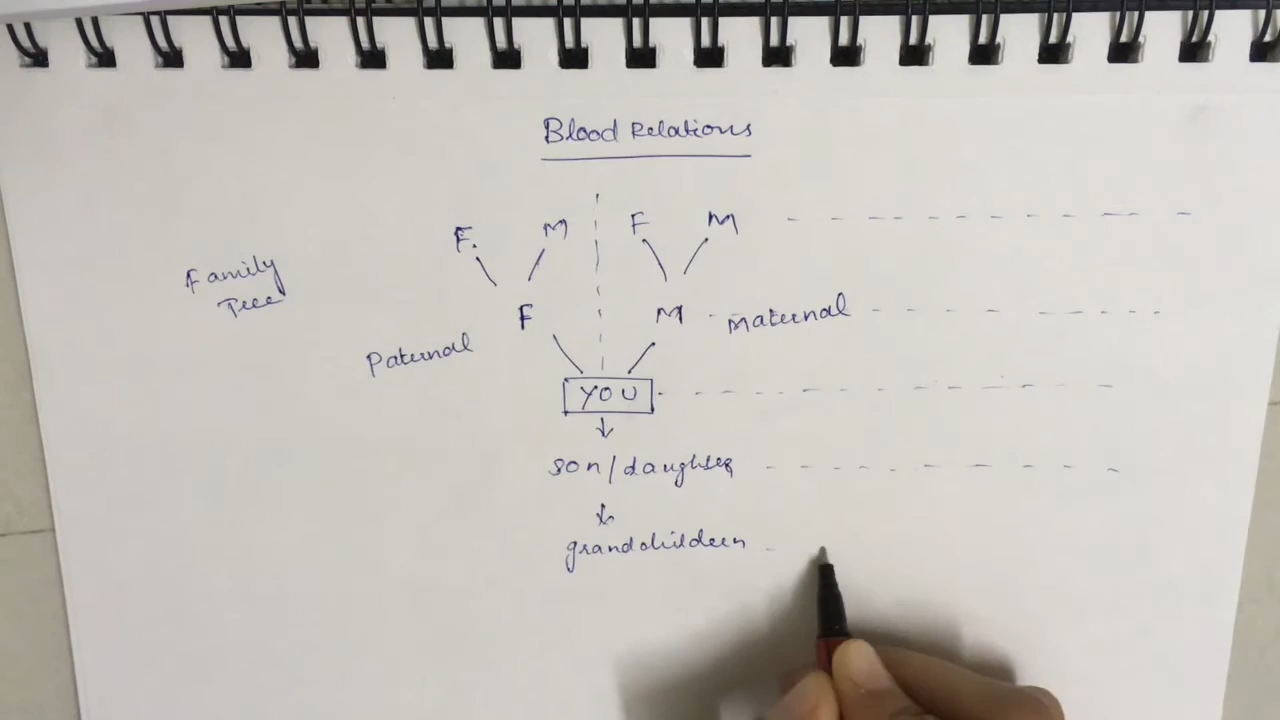 Blood Relations
F. M F M
Family
Tree
F M Maternal
Paternal
YOU
son/daughter
grandchildren